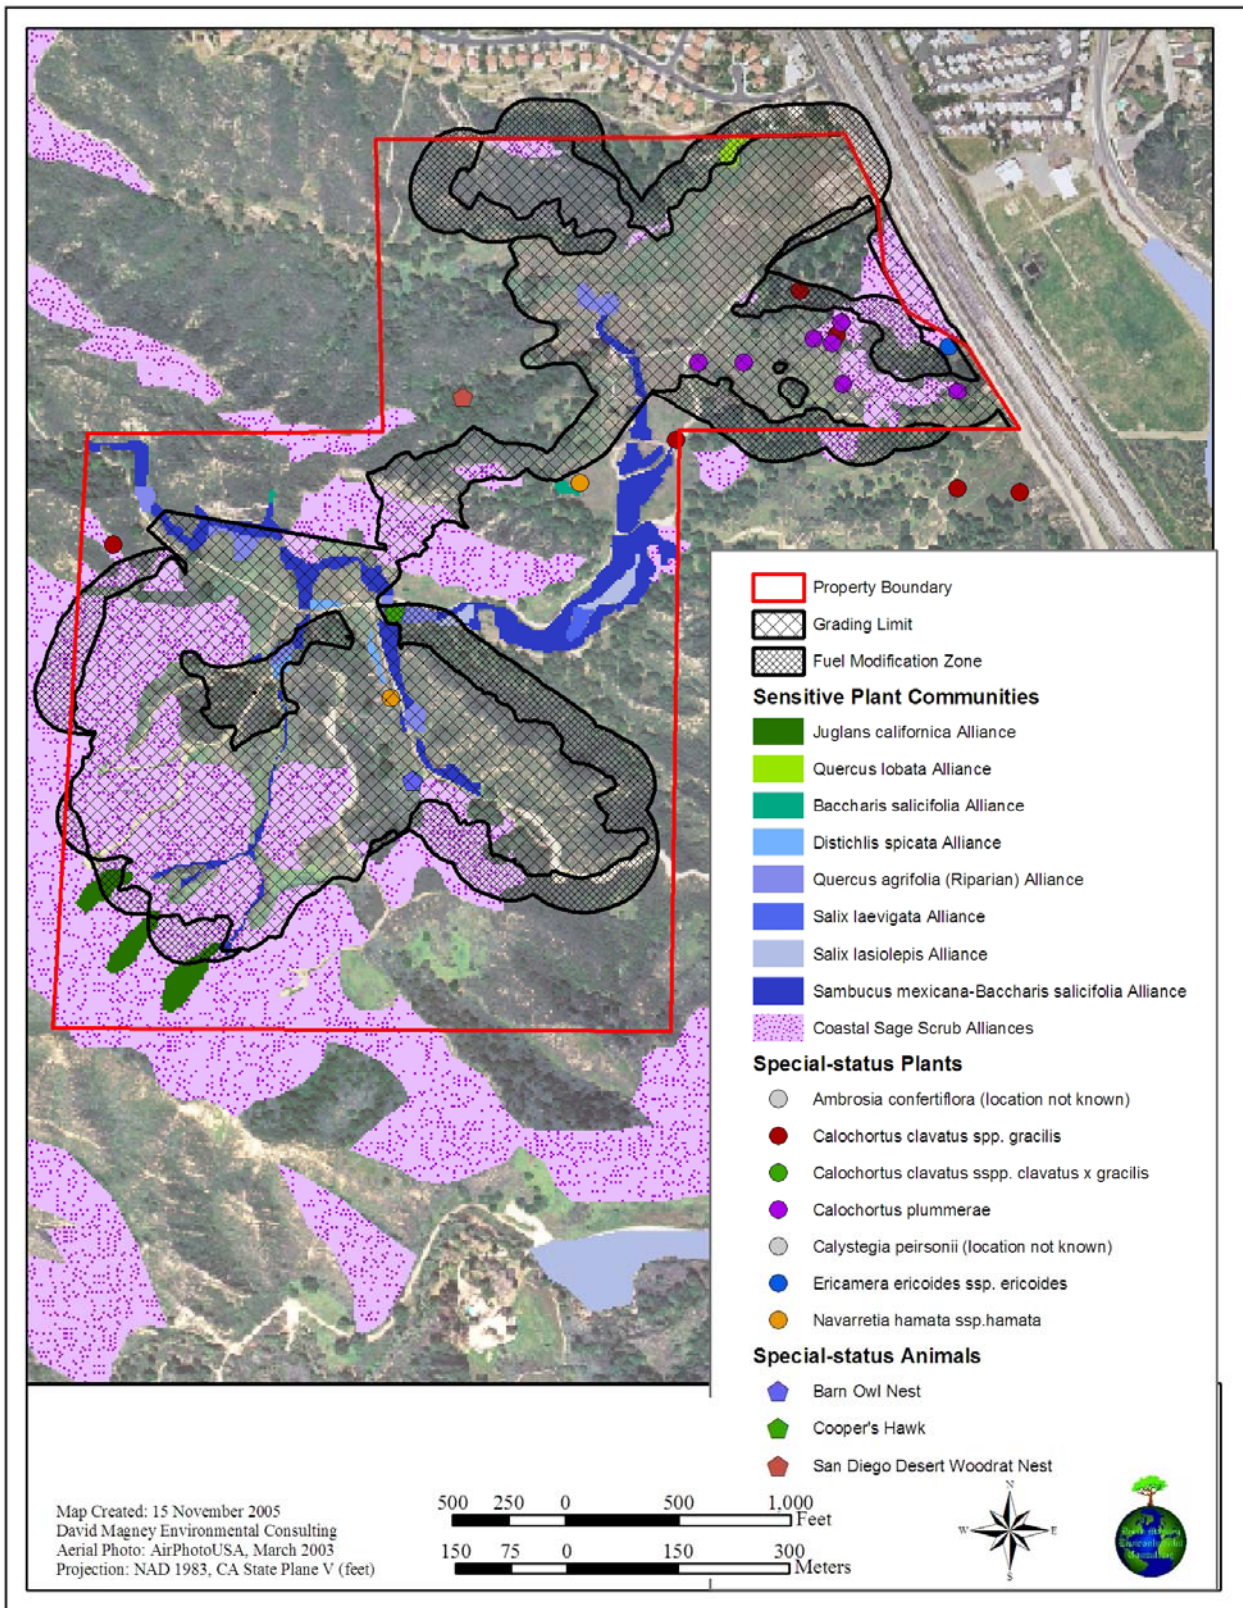 Property Boundary
Grading Limit
Fuel Modification Zone
Sensitive Plant Communities
Juglans californica Alliance
Quercus lobata Alliance
Baccharis salicifolia Alliance
Distichlis spicata Alliance
Quercus agrifolia (Riparian) Alliance
Salix laevigata Alliance
Salix lasiolepis Alliance
Sambucus mexicana-Baccharis salicifolia Alliance
Coastal Sage Scrub Alliances
Special-status Plants
Ambrosia confertiflora (location not known)
Calochortus clavatus spp. gracilis
Calochortus clavatus sspp. clavatus x gracilis
Calochortus plummerae
Calystegia peirsonii (location not known)
Ericamera ericoides ssp. ericoides
Navarretia hamata ssp.hamata
Special-status Animals
Barn Owl Nest
Cooper's Hawk
San Diego Desert Woodrat Nest
Map Created: 15 November 2005
David Magney Environmental Consulting
Aerial Photo: AirPhotoUSA, March 2003
Projection: NAD 1983, CA State Plane V (feet)
500 250 0 500 1,000
Feet
150 75 0 150 300
Meters
N
W E
S
David Magney
Environmental
Consulting